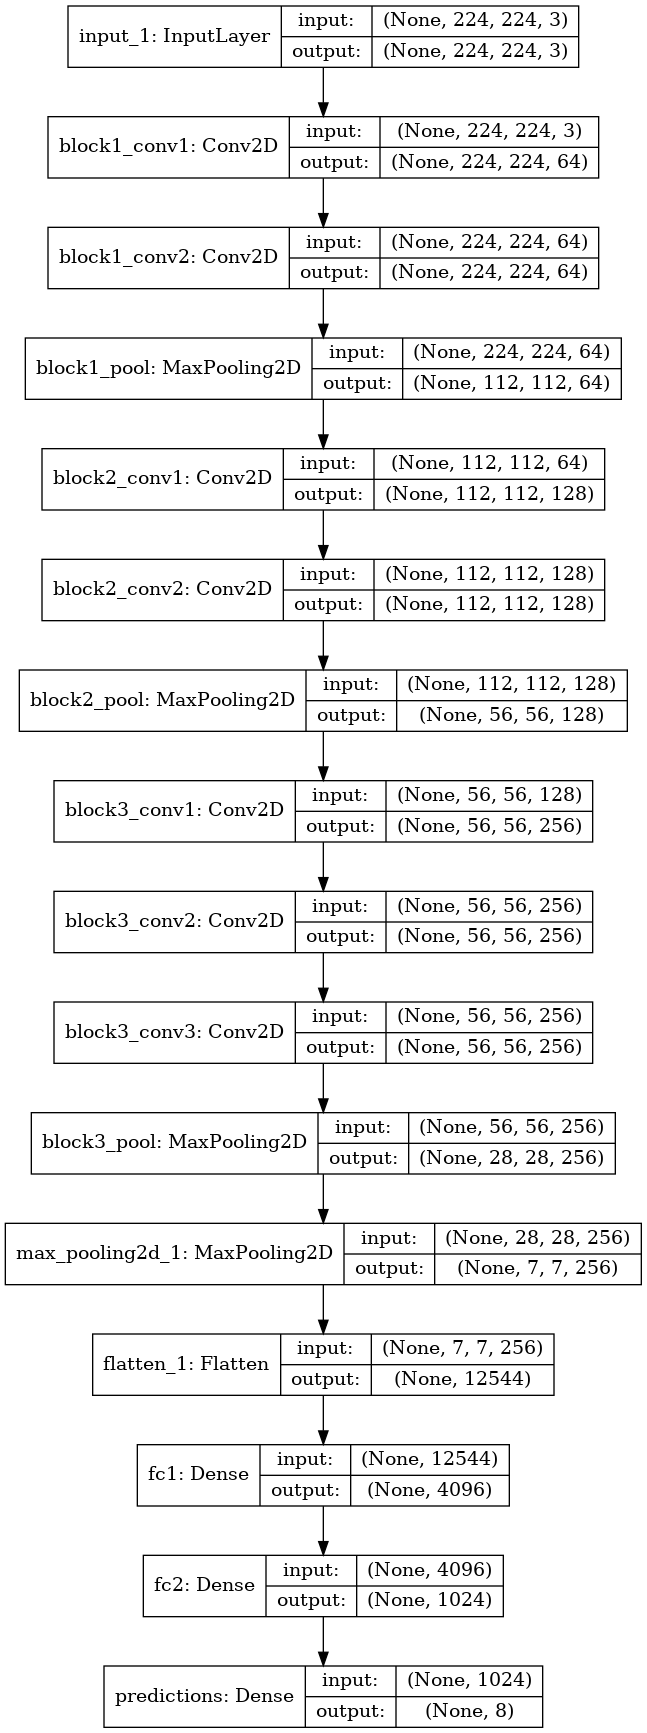 input_1: InputLayer
input: (None, 224, 224, 3)
output: (None, 224, 224, 3)
block1_conv1: Conv2D
input: (None, 224, 224, 3)
output: (None, 224, 224, 64)
block1_conv2: Conv2D
input: (None, 224, 224, 64)
output: (None, 224, 224, 64)
block1_pool: MaxPooling2D
input: (None, 224, 224, 64)
output: (None, 112, 112, 64)
block2_conv1: Conv2D
input: (None, 112, 112, 64)
output: (None, 112, 112, 128)
block2_conv2: Conv2D
input: (None, 112, 112, 128)
output: (None, 112, 112, 128)
block2_pool: MaxPooling2D
input: (None, 112, 112, 128)
output: (None, 56, 56, 128)
block3_conv1: Conv2D
input: (None, 56, 56, 128)
output: (None, 56, 56, 256)
block3_conv2: Conv2D
input: (None, 56, 56, 256)
output: (None, 56, 56, 256)
block3_conv3: Conv2D
input: (None, 56, 56, 256)
output: (None, 56, 56, 256)
block3_pool: MaxPooling2D
input: (None, 56, 56, 256)
output: (None, 28, 28, 256)
max_pooling2d_1: MaxPooling2D
input: (None, 28, 28, 256)
output: (None, 7, 7, 256)
flatten_1: Flatten
input: (None, 7, 7, 256)
output: (None, 12544)
fc1: Dense
input: (None, 12544)
output: (None, 4096)
fc2: Dense
input: (None, 4096)
output: (None, 1024)
predictions: Dense
input: (None, 1024)
output: (None, 8)